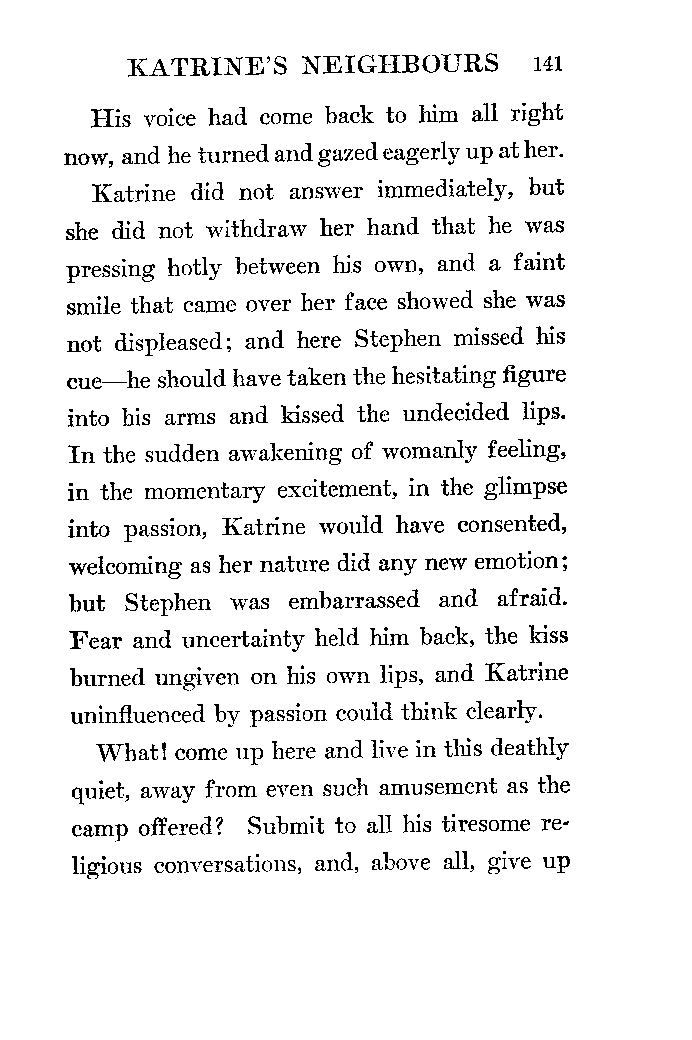 KATRINE'S NEIGHBOURS 141
His voice had come back to him all right
now, and he turned and gazed eagerly up at her.
Katrine did not answer immediately, but
she did not withdraw her hand that he was
pressing hotly between his own, and a faint
smile that came over her face showed she was
not displeased; and here Stephen missed his
cue—he should have taken the hesitating figure
into his arms and kissed the undecided lips.
In the sudden awakening of womanly feeling,
in the momentary excitement, in the glimpse
into passion, Katrine would have consented,
welcoming as her nature did any new emotion;
but Stephen was embarrassed and afraid.
Fear and uncertainty held him back, the kiss
burned ungiven on his own lips, and Katrine
uninfluenced by passion could think clearly.
What! come up here and live in this deathly
quiet, away from even such amusement as the
camp offered? Submit to all his tiresome re-
ligious conversations, and, above all, give up